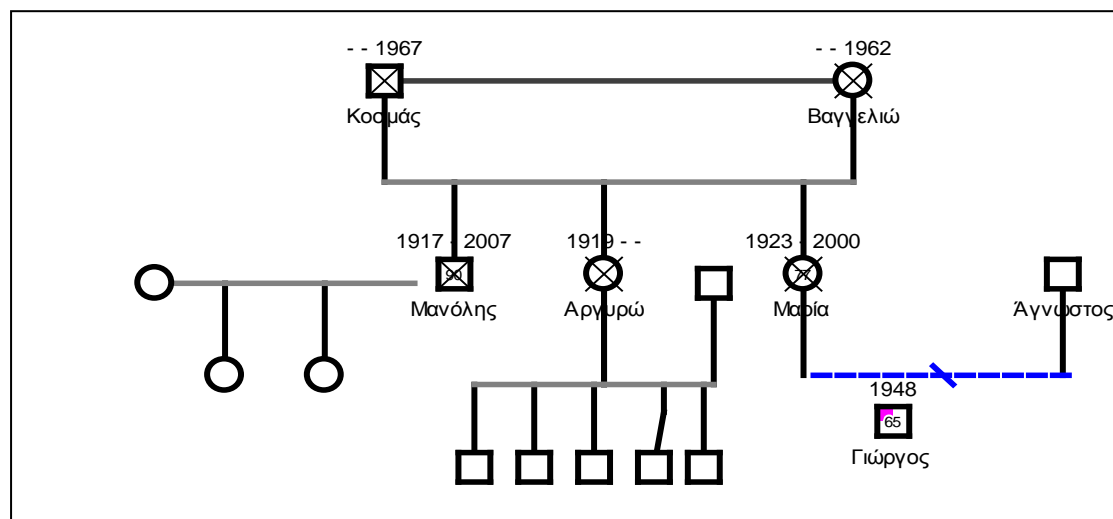 - - 1967
- - 1962
Κοσμάς
Βαγγελιώ
1917 - 2007
1919 - -
1923 - 2000
90
77
Μανόλης
Αργυρώ
Μαρία
Άγνωστος
1948
65
Γιώργος